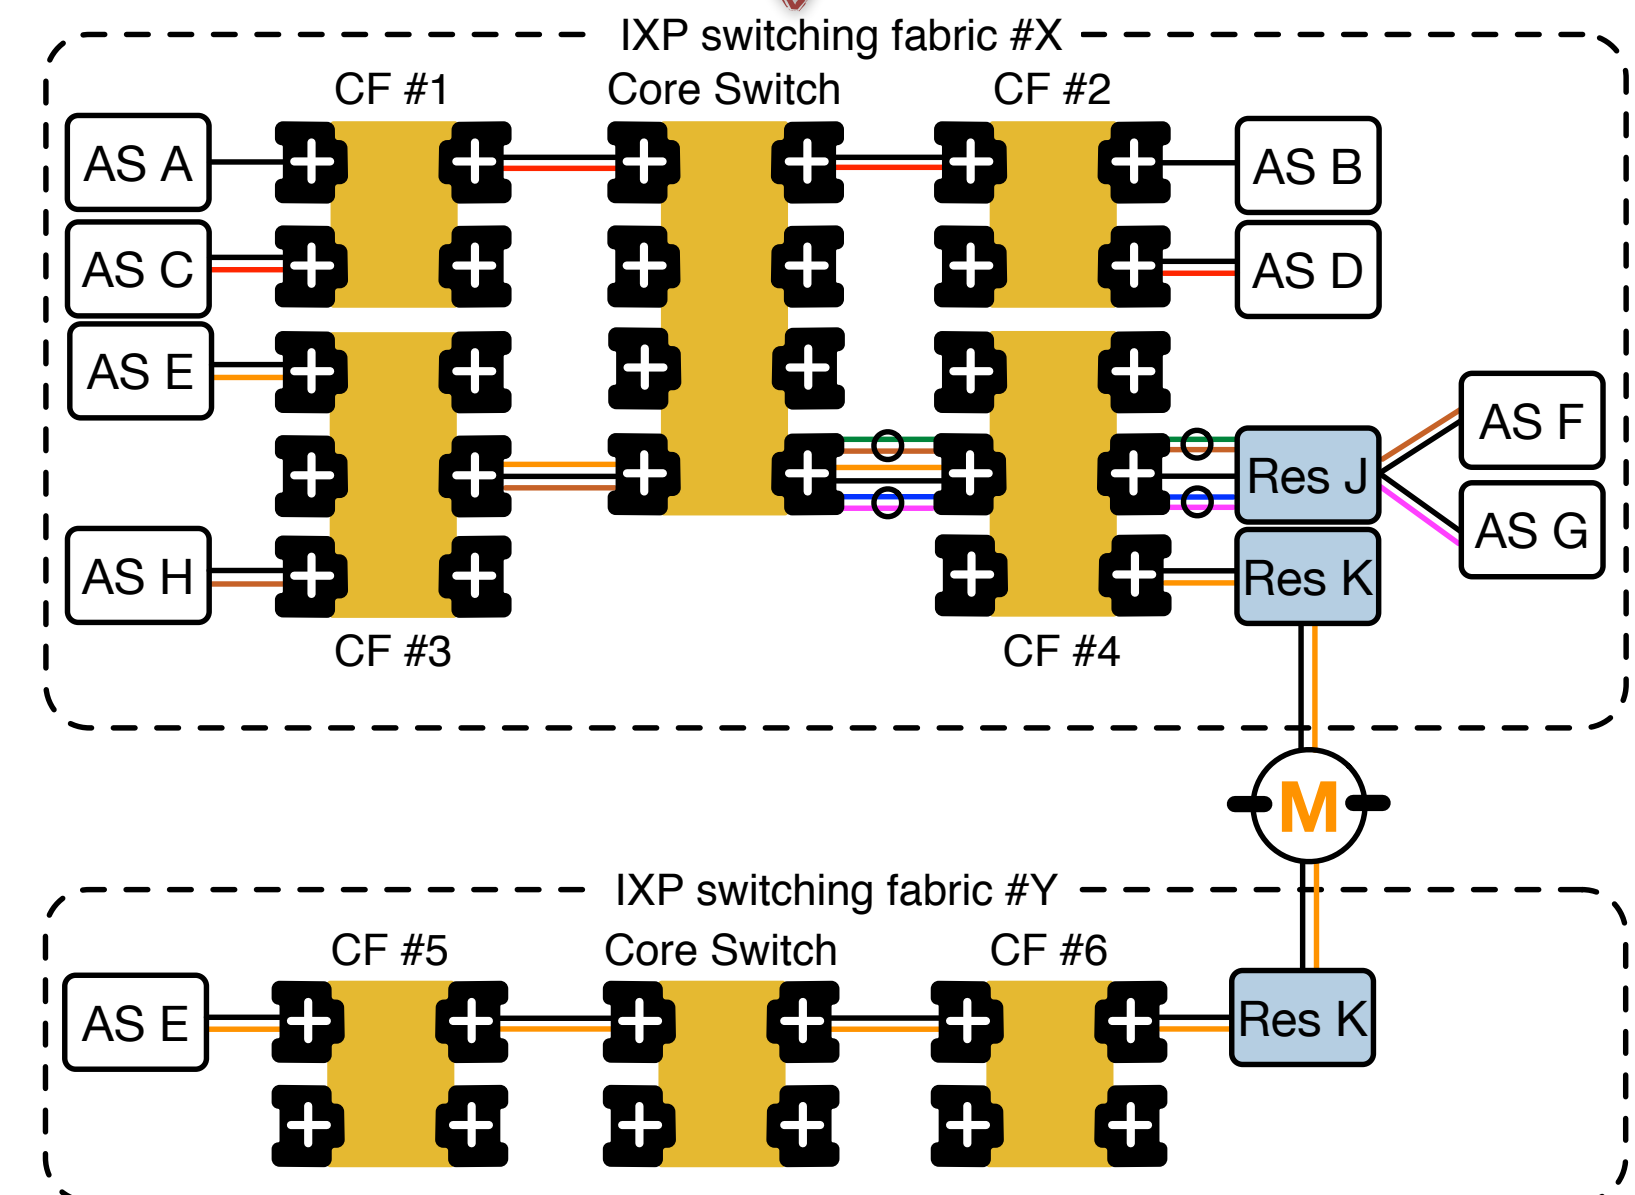 IXP switching fabric #X
CF #1
Core Switch
CF #2
AS A
AS B
AS C
AS D
AS E
AS F
Res J
AS G
AS H
Res K
CF #3
CF #4
M
IXP switching fabric #Y
CF #5
Core Switch
CF #6
AS E
Res K